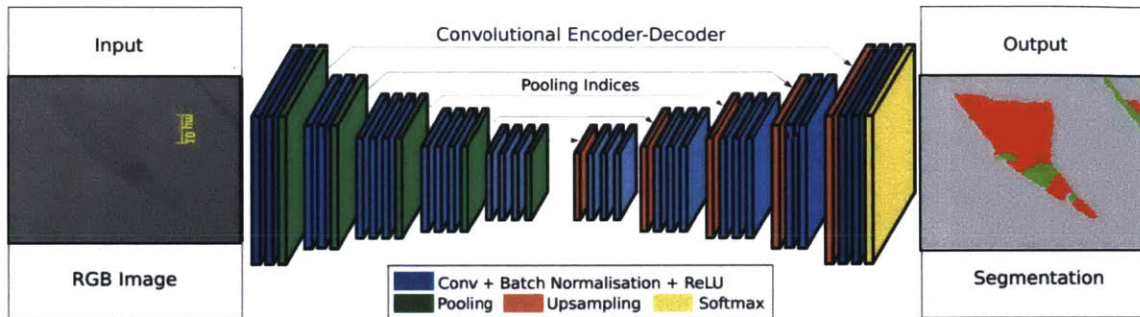 Input
Convolutional Encoder-Decoder
Output
Pooling Indices
RGB Image
Conv + Batch Normalisation + ReLU
Pooling
Upsampling
Softmax
Segmentation